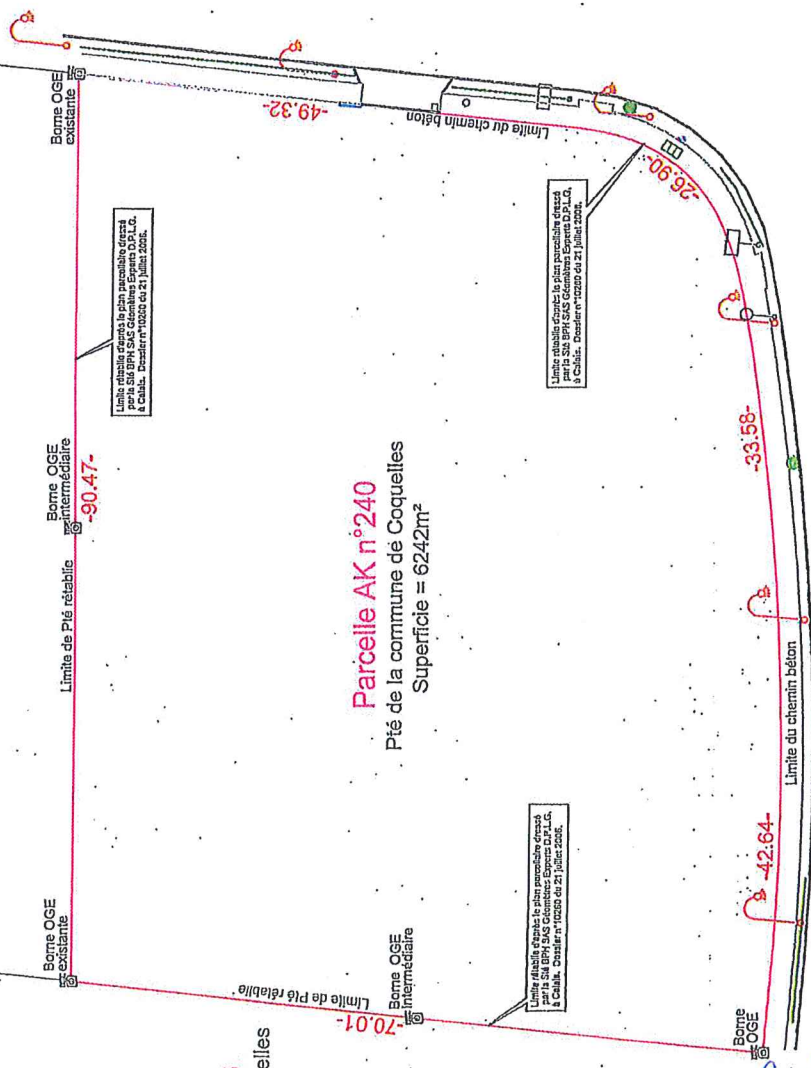 Borne OGE
existante
Borne OGE
intermédiaire
Borne OGE
existante
-90.47-
Limite de Pté rétablie
Limite rétablie d'après le plan parcellaire dressé
par la Sté BPH SAS Géomètres Experts D.P.L.G.
à Calais. Dossier n°10260 du 21 juillet 2006.
-49.32-
Limite du chemin béton
-26.90-
Limite rétablie d'après le plan parcellaire dressé
par la Sté BPH SAS Géomètres Experts D.P.L.G.
à Calais. Dossier n°10260 du 21 juillet 2006.
Parcelle AK n°240
Pté de la commune de Coquelles
Superficie = 6242m²
-33.58-
Limite de Pté rétablie
-70.01-
Borne OGE
intermédiaire
Limite rétablie d'après le plan parcellaire dressé
par la Sté BPH SAS Géomètres Experts D.P.L.G.
à Calais. Dossier n°10260 du 21 juillet 2006.
elles
Limite du chemin béton
-42.64-
Borne
OGE